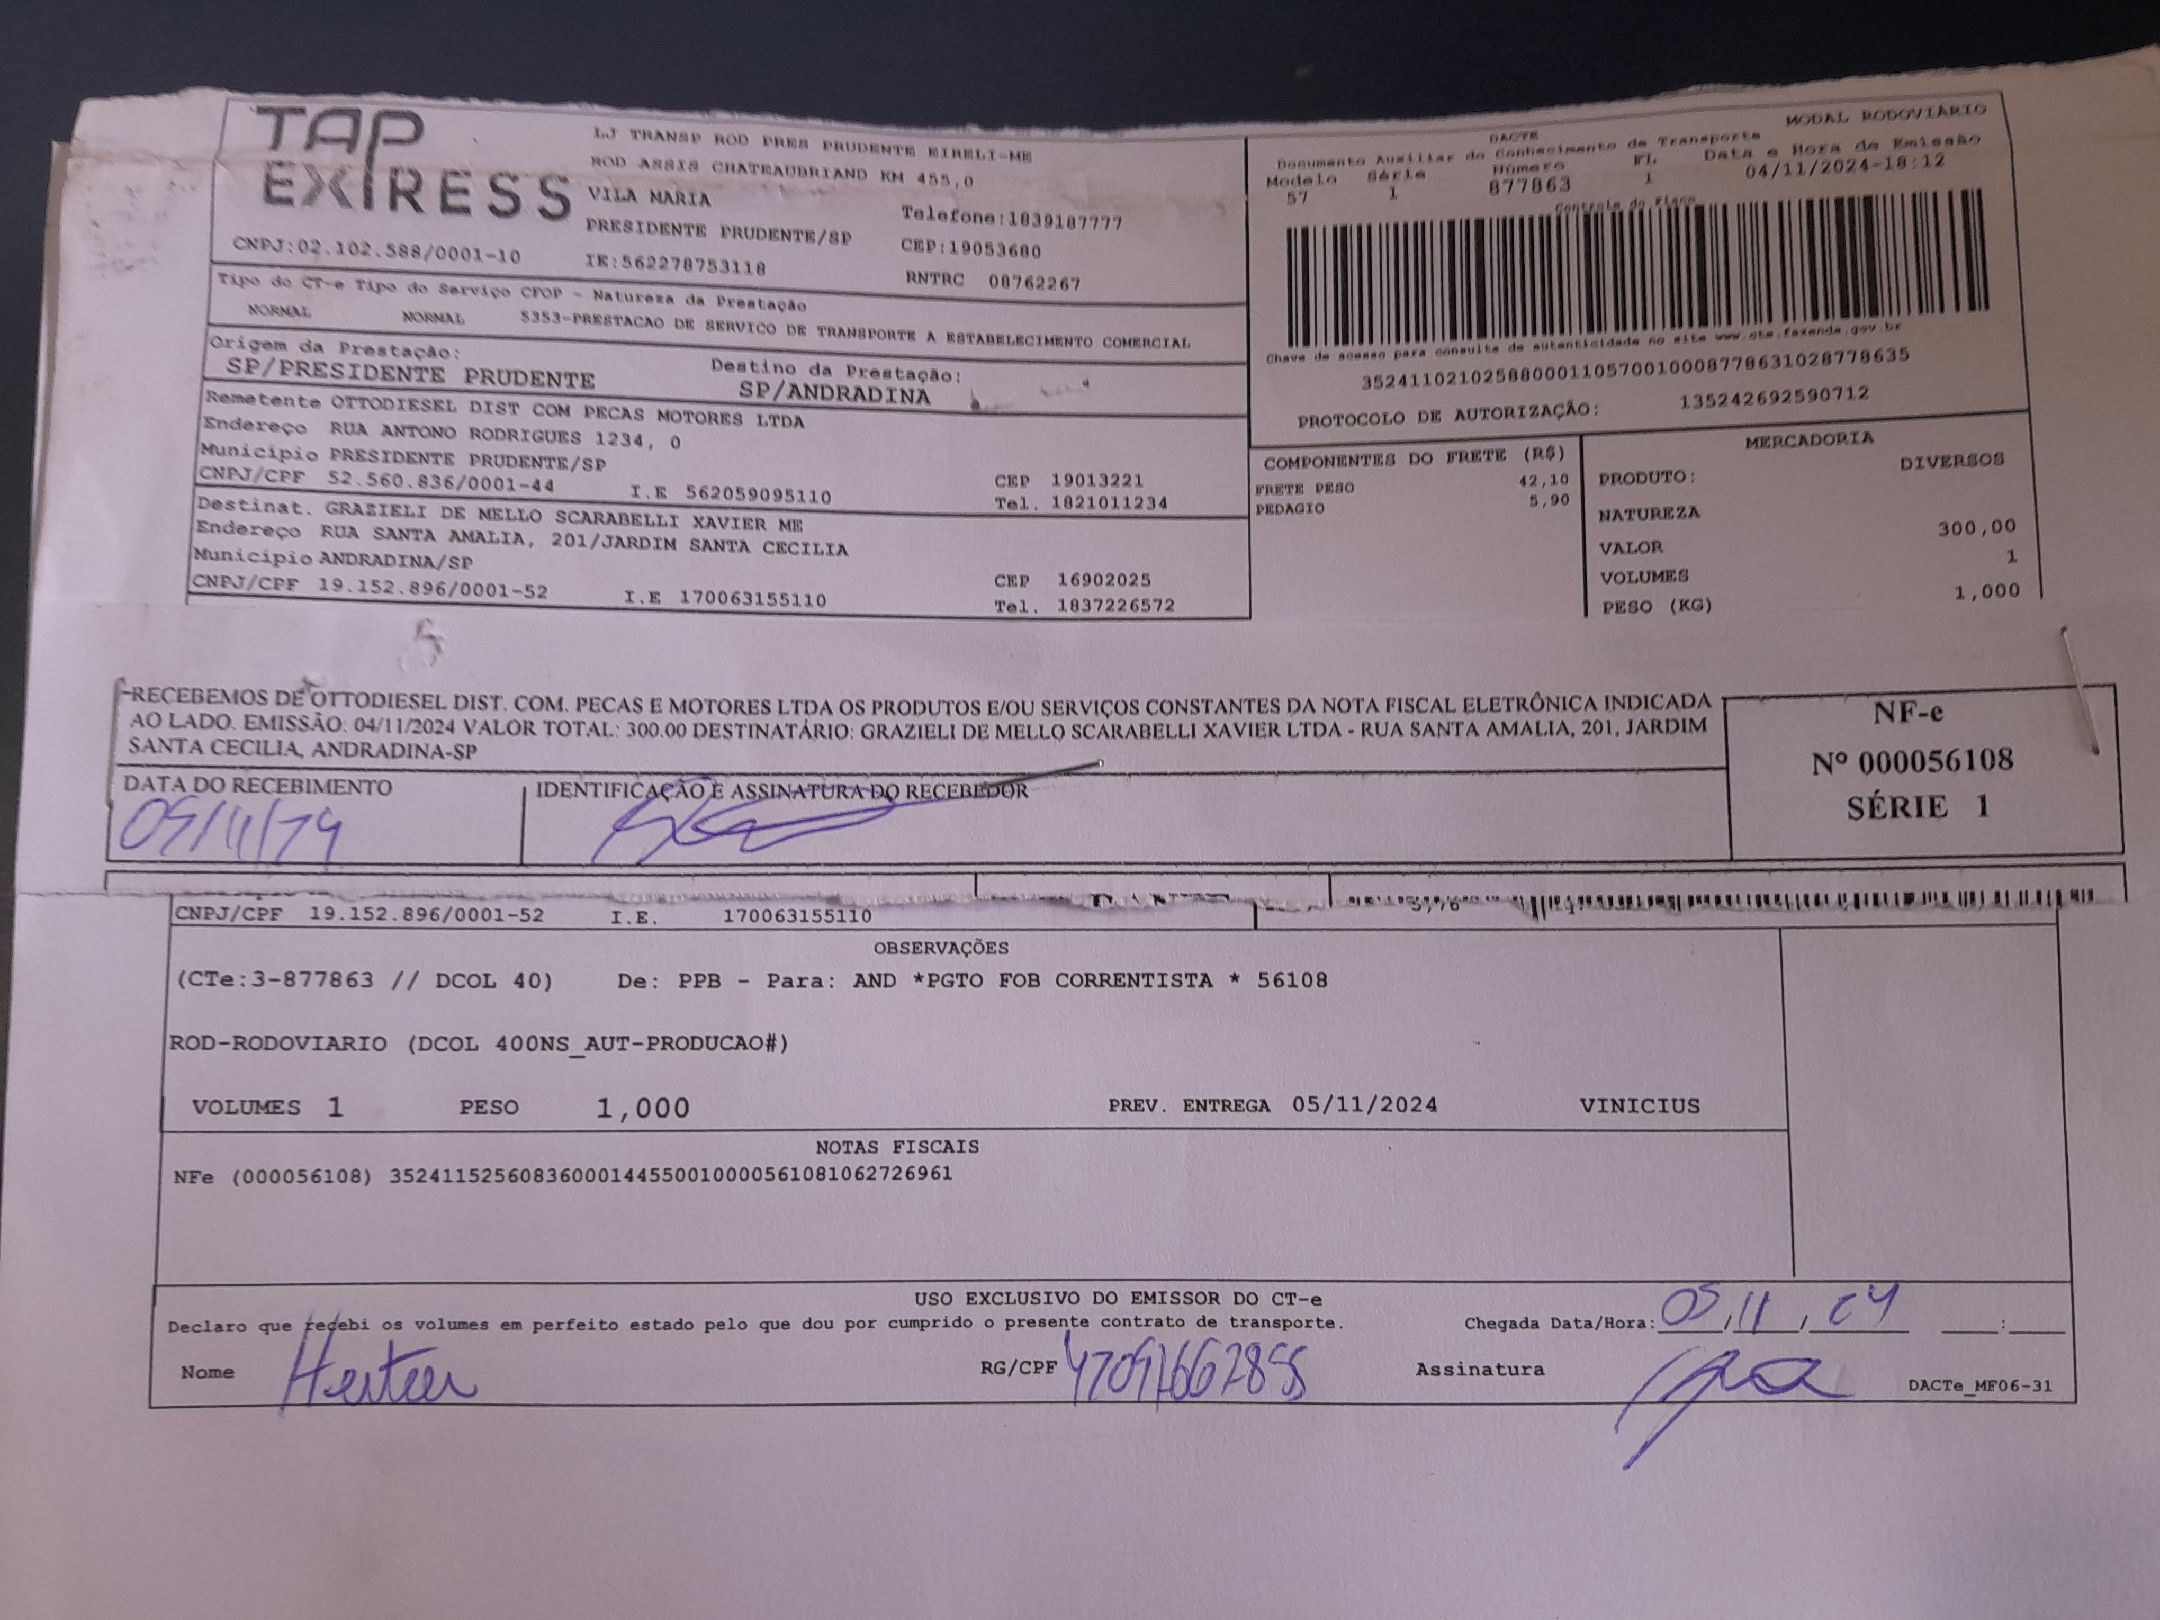 TAP
EXPRESS
CNPJ:02.102.588/0001-10
LJ TRANSP ROD PRES PRUDENTE EIRELI-ME
ROD ASSIS CHATEAUBRIAND KM 455,0
VILA MARIA
PRESIDENTE PRUDENTE/SP
IE:562278753118
Telefone:1839187777
CEP:19053680
RNTRC 08762267
MODAL RODOVIÁRIO
DACTE
Documento Auxiliar do Conhecimento de Transporte
Modelo Série Número FL Data e Hora de Emissão
57 1 877863 1 04/11/2024-18:12
Controle do Fisco
Chave de acesso para consulta de autenticidade no site www.cte.fazenda.gov.br
35241102102588000110570010008778631028778635
PROTOCOLO DE AUTORIZAÇÃO: 135242692590712
Tipo do CT-e Tipo do Serviço CFOP - Natureza da Prestação
NORMAL NORMAL 5353-PRESTACAO DE SERVICO DE TRANSPORTE A ESTABELECIMENTO COMERCIAL
Origem da Prestação: Destino da Prestação:
SP/PRESIDENTE PRUDENTE SP/ANDRADINA
Remetente OTTODIESEL DIST COM PECAS MOTORES LTDA
Endereço RUA ANTONO RODRIGUES 1234, 0
Município PRESIDENTE PRUDENTE/SP CEP 19013221
CNPJ/CPF 52.560.836/0001-44 I.E 562059095110 Tel. 1821011234
Destinat. GRAZIELI DE MELLO SCARABELLI XAVIER ME
Endereço RUA SANTA AMALIA, 201/JARDIM SANTA CECILIA
Município ANDRADINA/SP CEP 16902025
CNPJ/CPF 19.152.896/0001-52 I.E 170063155110 Tel. 1837226572
COMPONENTES DO FRETE (R$)
FRETE PESO 42,10
PEDAGIO 5,90
MERCADORIA
PRODUTO: DIVERSOS
NATUREZA
VALOR 300,00
VOLUMES 1
PESO (KG) 1,000
RECEBEMOS DE OTTODIESEL DIST. COM. PECAS E MOTORES LTDA OS PRODUTOS E/OU SERVIÇOS CONSTANTES DA NOTA FISCAL ELETRÔNICA INDICADA
AO LADO. EMISSÃO: 04/11/2024 VALOR TOTAL: 300.00 DESTINATÁRIO: GRAZIELI DE MELLO SCARABELLI XAVIER LTDA - RUA SANTA AMALIA, 201, JARDIM
SANTA CECILIA, ANDRADINA-SP
NF-e
Nº 000056108
SÉRIE 1
DATA DO RECEBIMENTO IDENTIFICAÇÃO E ASSINATURA DO RECEBEDOR
CNPJ/CPF 19.152.896/0001-52 I.E. 170063155110
OBSERVAÇÕES
(CTe:3-877863 // DCOL 40) De: PPB - Para: AND *PGTO FOB CORRENTISTA * 56108
ROD-RODOVIARIO (DCOL 400NS_AUT-PRODUCAO#)
VOLUMES 1 PESO 1,000 PREV. ENTREGA 05/11/2024 VINICIUS
NOTAS FISCAIS
NFe (000056108) 35241152560836000144550010000561081062726961
USO EXCLUSIVO DO EMISSOR DO CT-e
Declaro que recebi os volumes em perfeito estado pelo que dou por cumprido o presente contrato de transporte. Chegada Data/Hora: 05/11/
Nome RG/CPF Assinatura DACTe_MF06-31